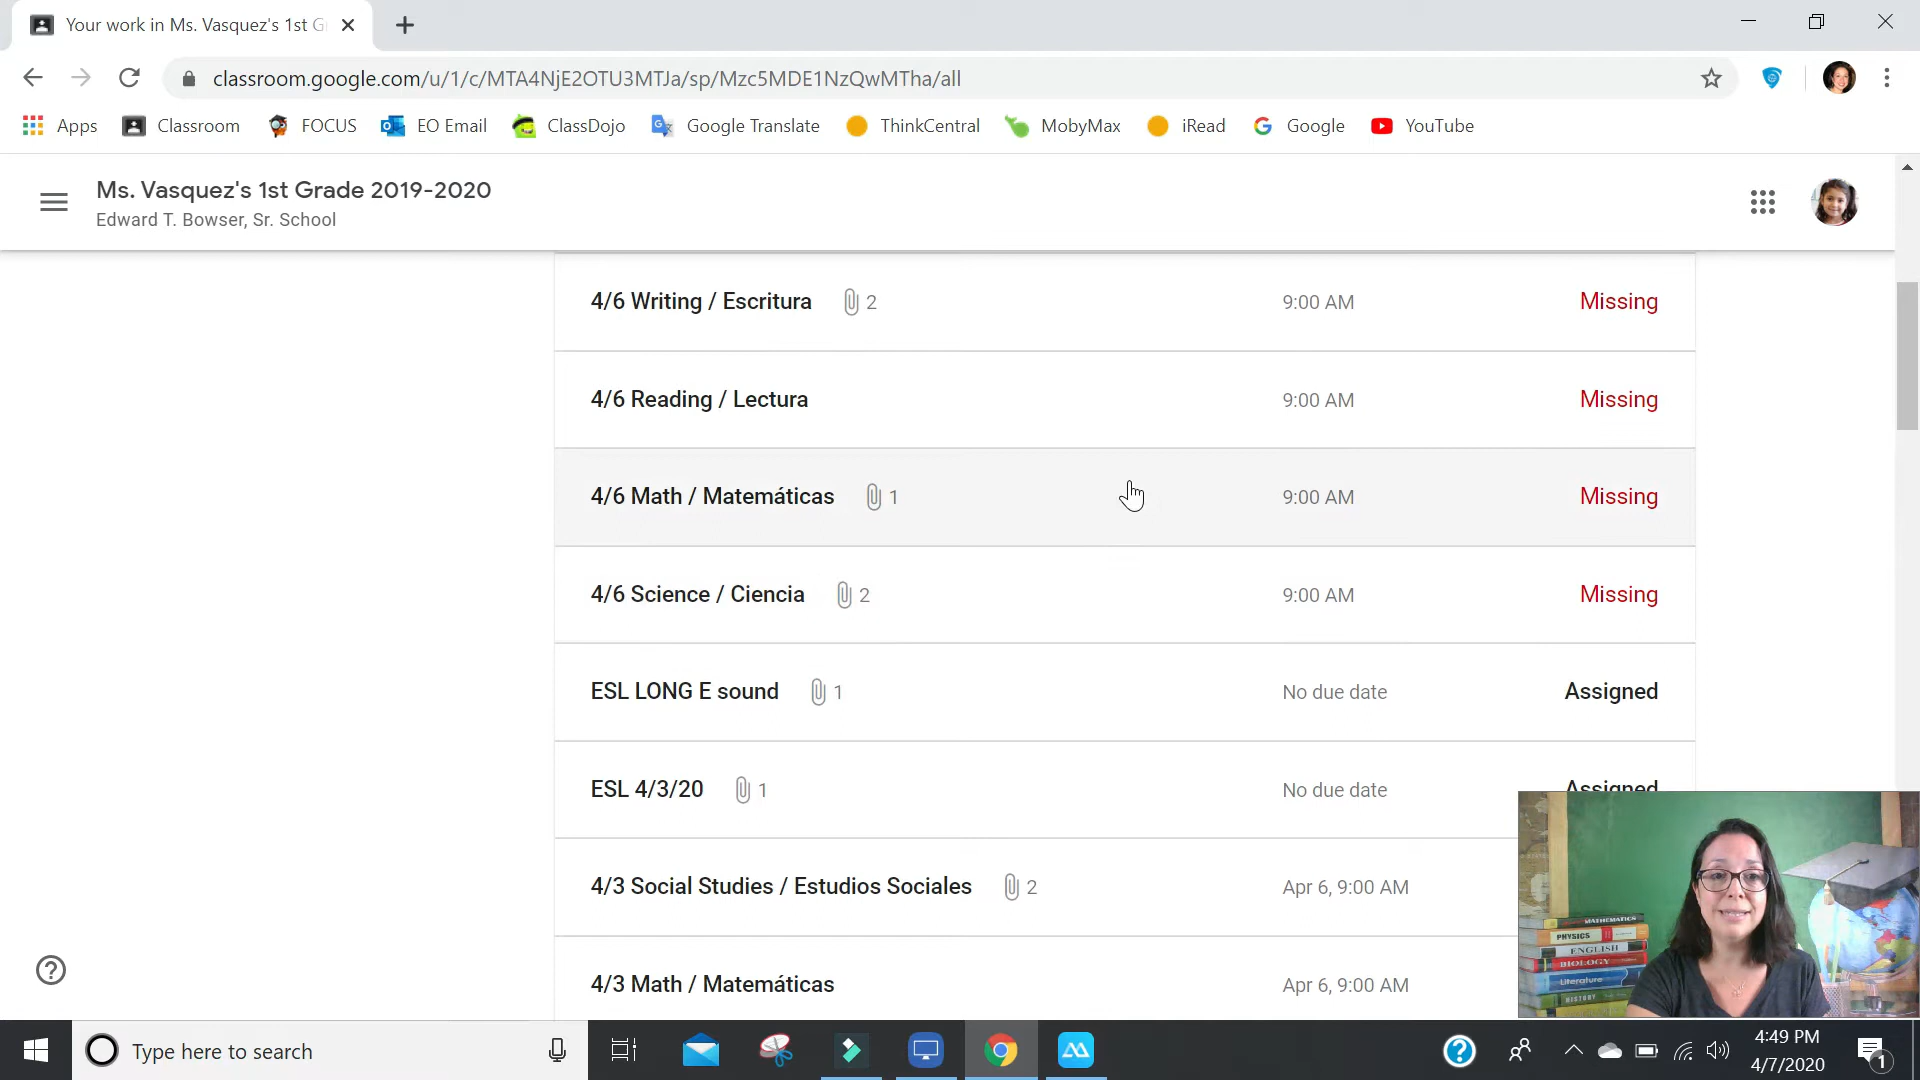 Your work in Ms. Vasquez's 1st G
classroom.google.com/u/1/c/MTA4NjE2OTU3MTJa/sp/Mzc5MDE1NzQwMTha/all
Apps Classroom FOCUS EO Email ClassDojo Google Translate ThinkCentral MobyMax iRead Google YouTube
Ms. Vasquez's 1st Grade 2019-2020
Edward T. Bowser, Sr. School
4/6 Writing / Escritura 2 9:00 AM Missing
4/6 Reading / Lectura 9:00 AM Missing
4/6 Math / Matemáticas 1 9:00 AM Missing
4/6 Science / Ciencia 2 9:00 AM Missing
ESL LONG E sound 1 No due date Assigned
ESL 4/3/20 1 No due date Assigned
4/3 Social Studies / Estudios Sociales 2 Apr 6, 9:00 AM
4/3 Math / Matemáticas Apr 6, 9:00 AM
MATHEMATICS
PHYSICS
ENGLISH
BIOLOGY
Literature
HISTORY
Type here to search
4:49 PM
4/7/2020
1